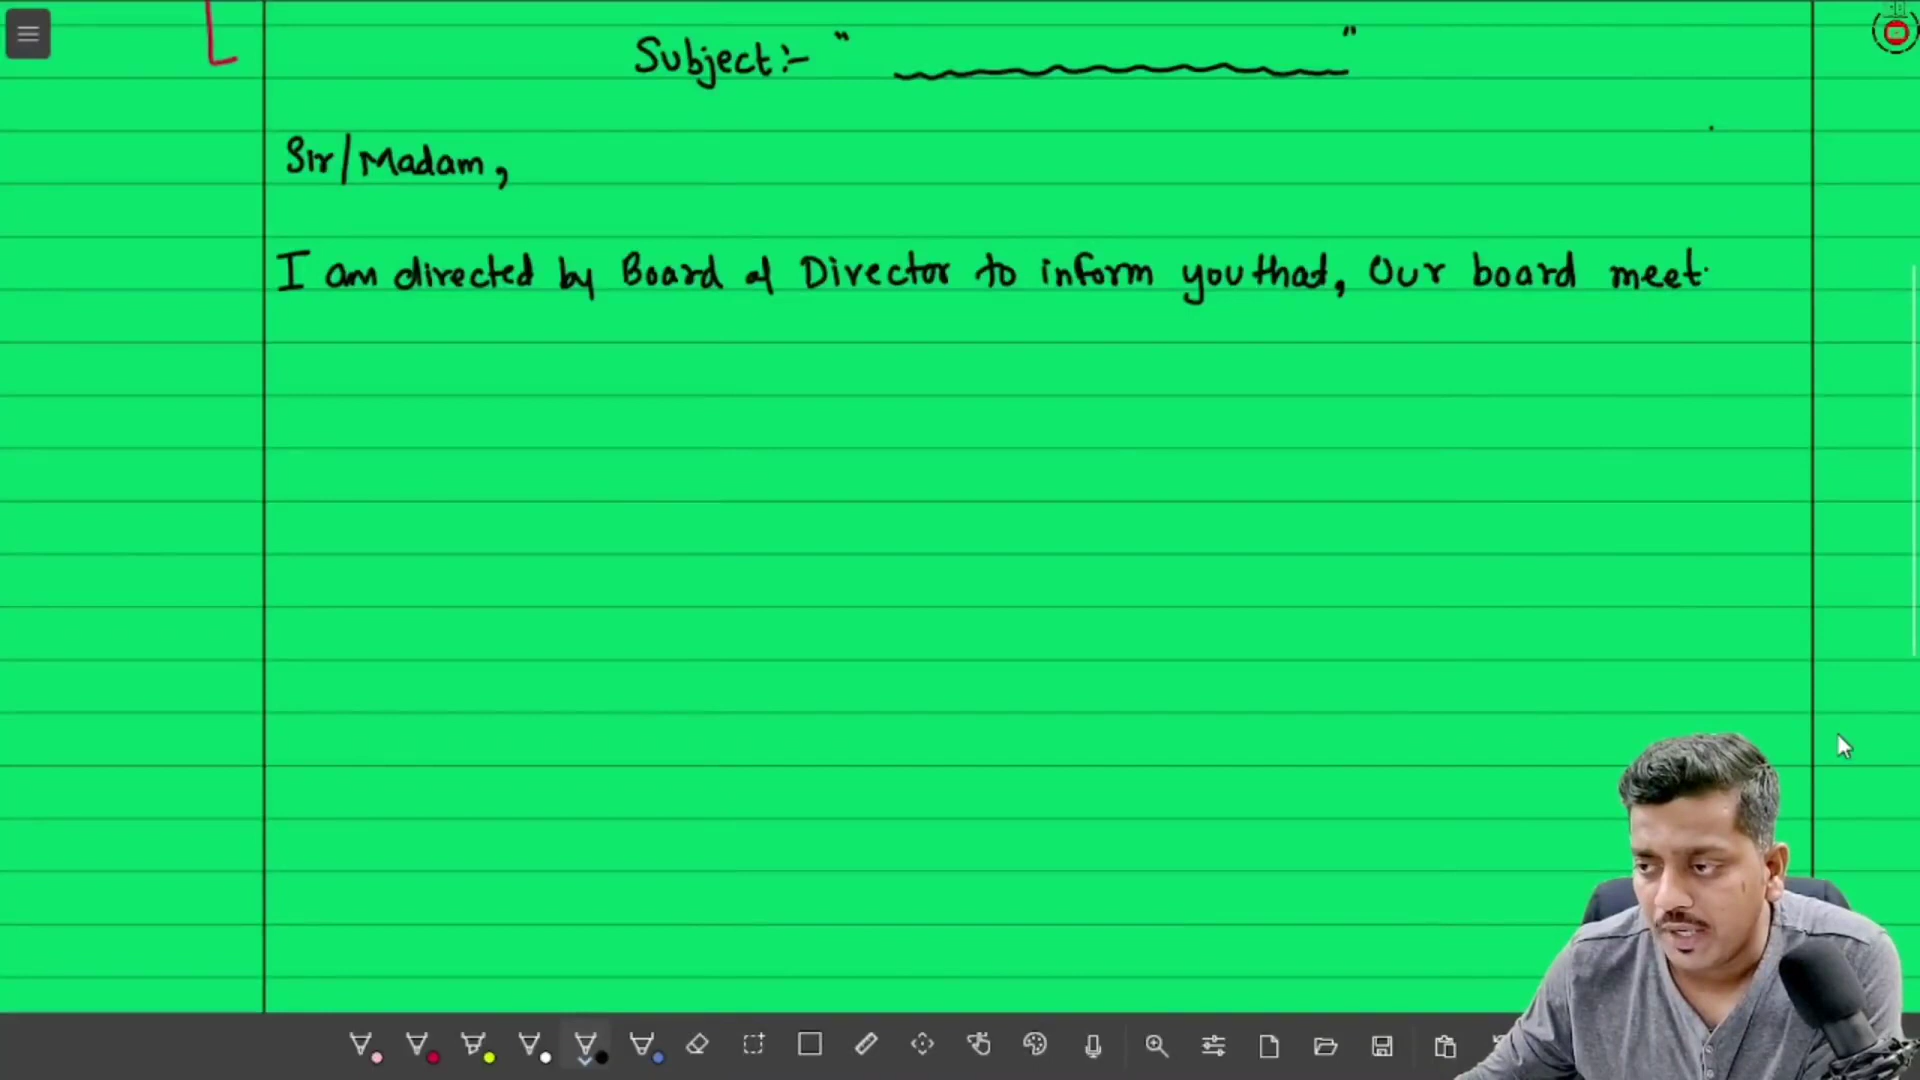 Subject:- " "
Sir/Madam,
I am directed by Board of Director to inform you that, Our board meet